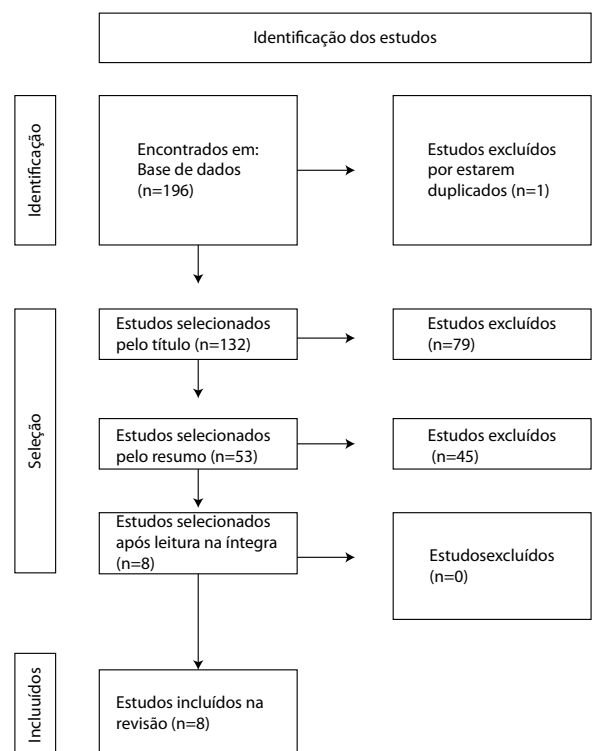 Identificação dos estudos
Identificação
Encontrados em:
Base de dados
(n=196)
Estudos excluídos
por estarem
duplicados (n=1)
Seleção
Estudos selecionados
pelo título (n=132)
Estudos excluídos
(n=79)
Estudos selecionados
pelo resumo (n=53)
Estudos excluídos
(n=45)
Estudos selecionados
após leitura na íntegra
(n=8)
Estudosexcluídos
(n=0)
Incluuídos
Estudos incluídos na
revisão (n=8)